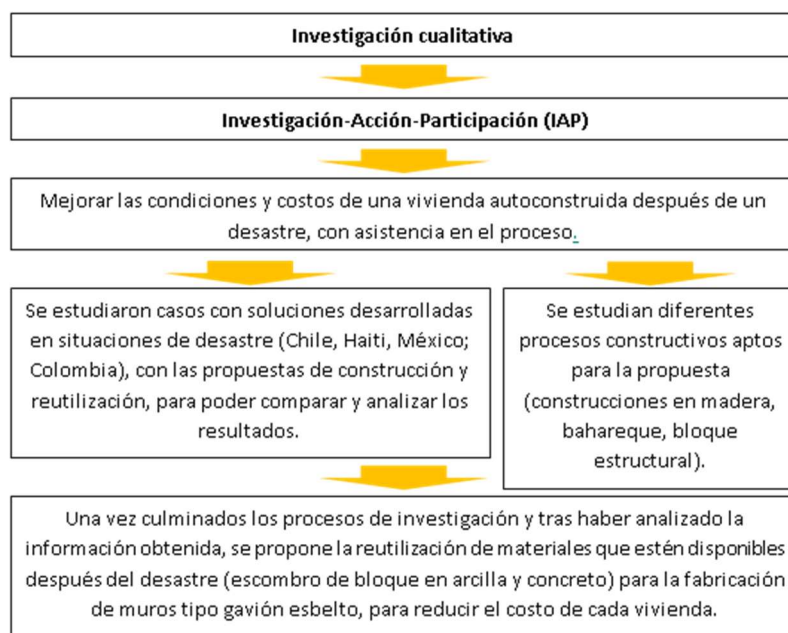 Investigación cualitativa
Investigación-Acción-Participación (IAP)
Mejorar las condiciones y costos de una vivienda autoconstruida después de un
desastre, con asistencia en el proceso.
Se estudiaron casos con soluciones desarrolladas
en situaciones de desastre (Chile, Haiti, México;
Colombia), con las propuestas de construcción y
reutilización, para poder comparar y analizar los
resultados.
Se estudian diferentes
procesos constructivos aptos
para la propuesta
(construcciones en madera,
bahareque, bloque
estructural).
Una vez culminados los procesos de investigación y tras haber analizado la
información obtenida, se propone la reutilización de materiales que estén disponibles
después del desastre (escombro de bloque en arcilla y concreto) para la fabricación
de muros tipo gavión esbelto, para reducir el costo de cada vivienda.